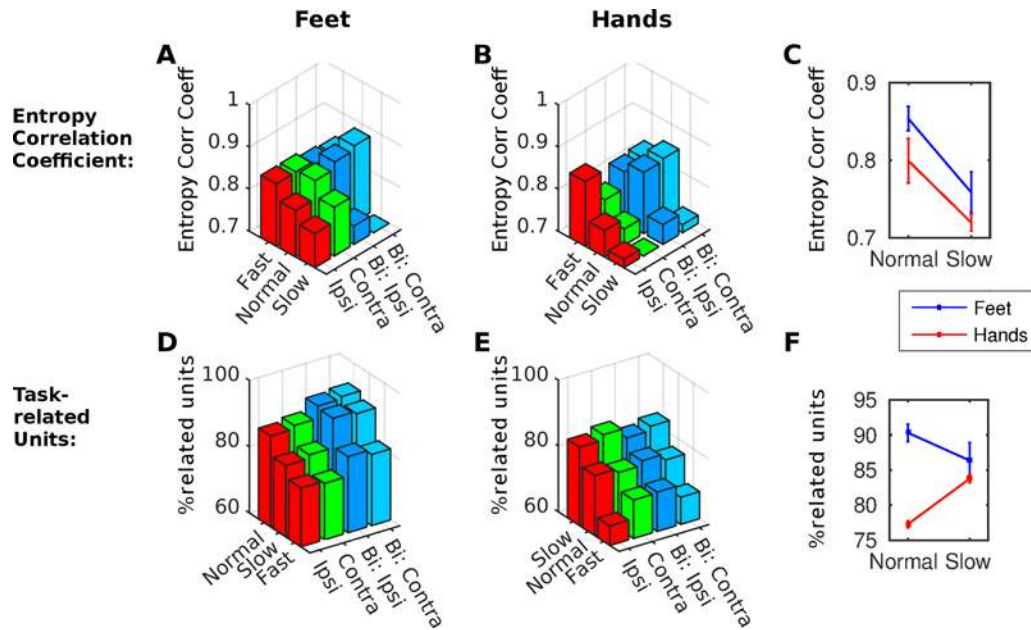 Feet
Hands
Entropy
Correlation
Coefficient:
A
Entropy Corr Coeff
1
0.9
0.8
0.7
Fast
Normal
Slow
Ipsi
Contra
Bi: Ipsi
Bi: Contra
B
Entropy Corr Coeff
1
0.9
0.8
0.7
Fast
Normal
Slow
Ipsi
Contra
Bi: Ipsi
Bi: Contra
C
Entropy Corr Coeff
0.9
0.8
0.7
Normal Slow
Feet
Hands
Task-
related
Units:
D
%related units
100
80
60
Normal
Slow
Fast
Ipsi
Contra
Bi: Ipsi
Bi: Contra
E
%related units
100
80
60
Slow
Normal
Fast
Ipsi
Contra
Bi: Ipsi
Bi: Contra
F
%related units
95
90
85
80
75
Normal Slow